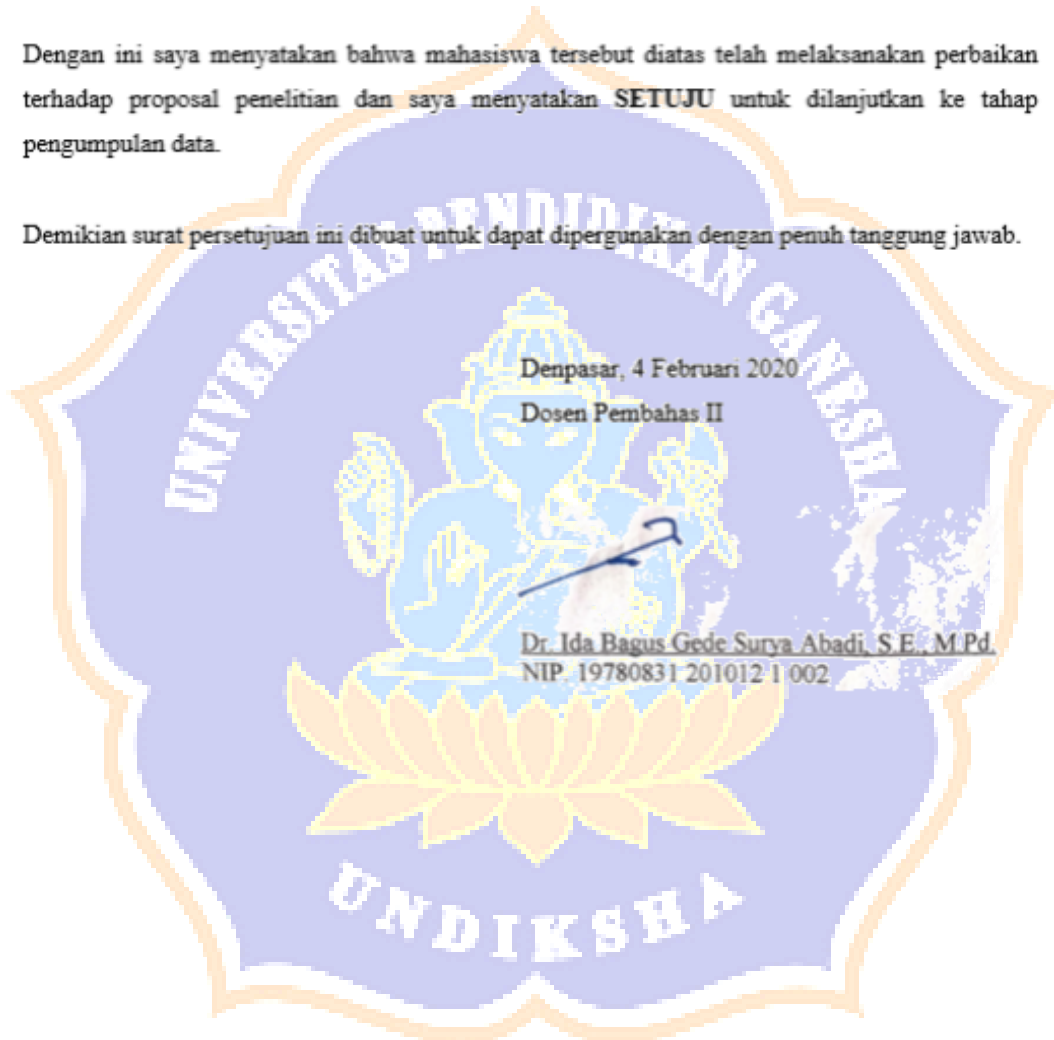 Dengan ini saya menyatakan bahwa mahasiswa tersebut diatas telah melaksanakan perbaikan
terhadap proposal penelitian dan saya menyatakan SETUJU untuk dilanjutkan ke tahap
pengumpulan data.
Demikian surat persetujuan ini dibuat untuk dapat dipergunakan dengan penuh tanggung jawab.
UNIVERSITAS PENDIDIKAN GANESHA
Denpasar, 4 Februari 2020
Dosen Pembahas II
Dr. Ida Bagus Gede Surya Abadi, S.E., M.Pd.
NIP. 19780831 201012 1 002
UNDIKSHA